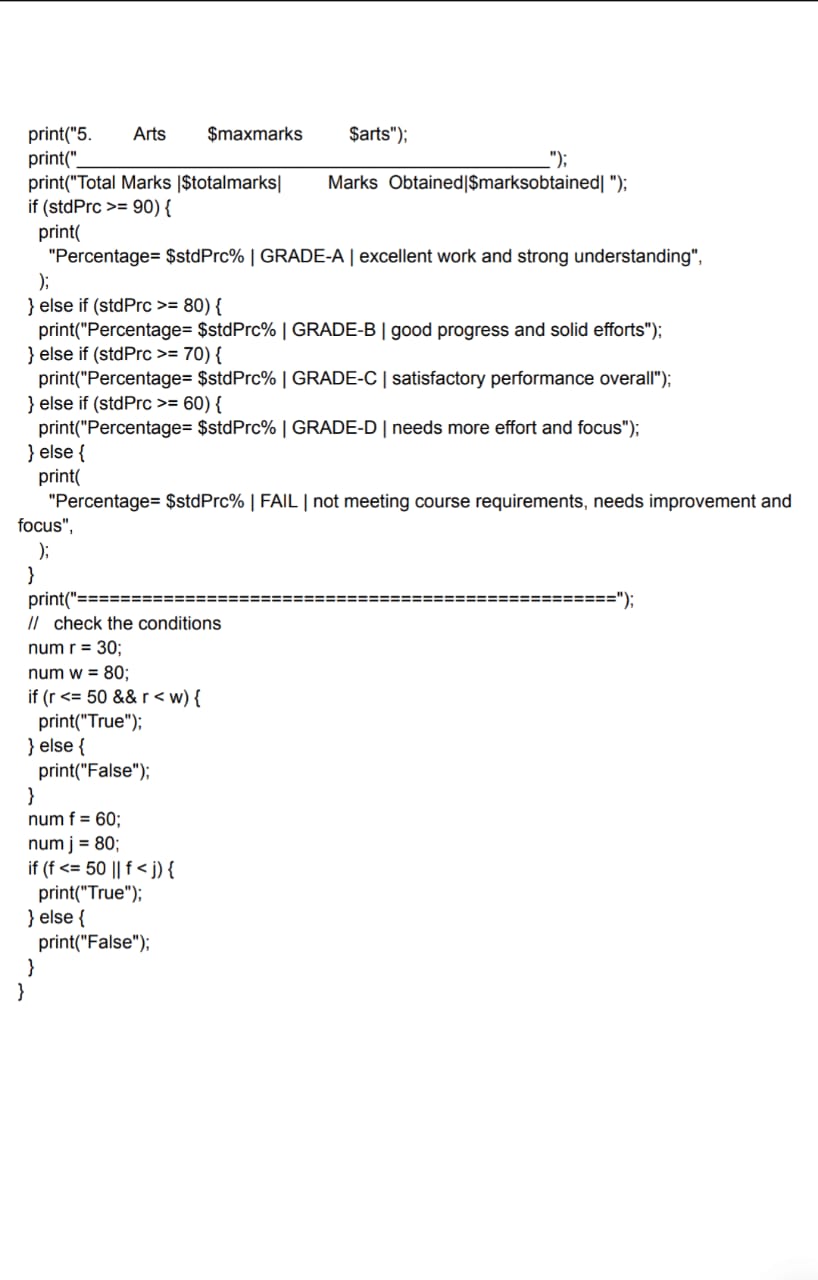 print("5.        Arts        $maxmarks        $arts");
print("____________________________________________________");
print("Total Marks |$totalmarks|        Marks  Obtained|$marksobtained| ");
if (stdPrc >= 90) {
  print(
    "Percentage= $stdPrc% | GRADE-A | excellent work and strong understanding",
  );
} else if (stdPrc >= 80) {
  print("Percentage= $stdPrc% | GRADE-B | good progress and solid efforts");
} else if (stdPrc >= 70) {
  print("Percentage= $stdPrc% | GRADE-C | satisfactory performance overall");
} else if (stdPrc >= 60) {
  print("Percentage= $stdPrc% | GRADE-D | needs more effort and focus");
} else {
  print(
    "Percentage= $stdPrc% | FAIL | not meeting course requirements, needs improvement and
focus",
  );
}
print("==================================================");
//  check the conditions
num r = 30;
num w = 80;
if (r <= 50 && r < w) {
  print("True");
} else {
  print("False");
}
num f = 60;
num j = 80;
if (f <= 50 || f < j) {
  print("True");
} else {
  print("False");
}
}